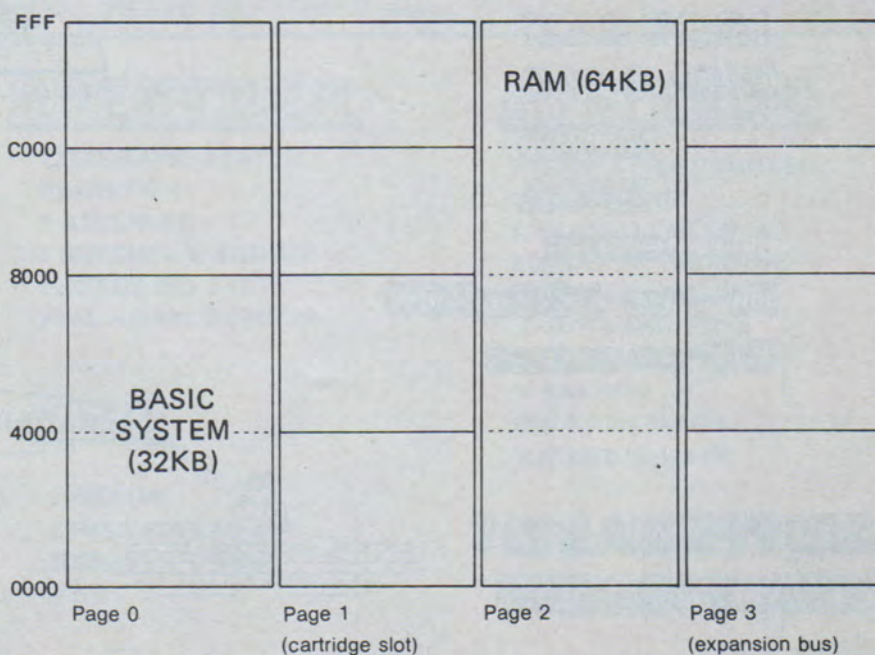 FFF
RAM (64KB)
C000
8000
BASIC
SYSTEM
4000
(32KB)
0000
Page 0
Page 1
(cartridge slot)
Page 2
Page 3
(expansion bus)